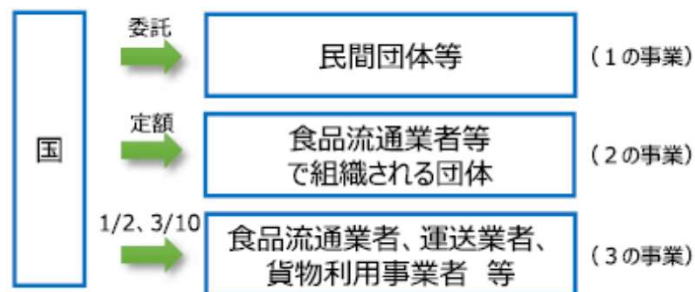 国
委託
民間団体等
（１の事業）
定額
食品流通業者等
で組織される団体
（２の事業）
1/2、3/10
食品流通業者、運送業者、
貨物利用事業者 等
（３の事業）